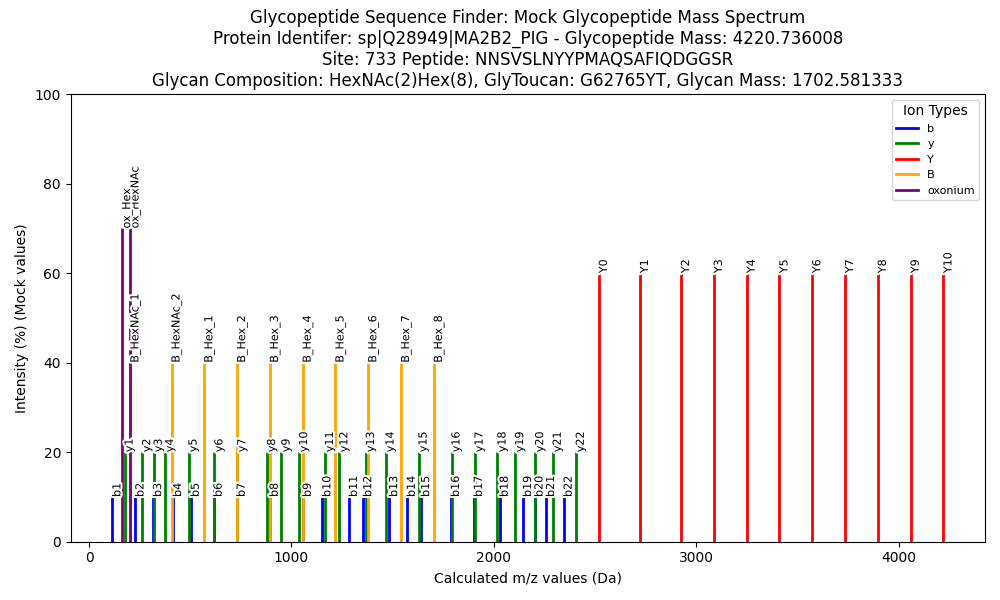 Glycopeptide Sequence Finder: Mock Glycopeptide Mass Spectrum
Protein Identifer: sp|Q28949|MA2B2_PIG - Glycopeptide Mass: 4220.736008
Site: 733 Peptide: NNSVSLNYYPMAQSAFIQDGGSR
Glycan Composition: HexNAc(2)Hex(8), GlyToucan: G62765YT, Glycan Mass: 1702.581333
Intensity (%) (Mock values)
100
80
60
40
20
0
Ion Types
b
y
Y
B
oxonium
ox_Hex
ox_HexNAc
B_HexNAc_1
B_HexNAc_2
B_Hex_1
B_Hex_2
B_Hex_3
B_Hex_4
B_Hex_5
B_Hex_6
B_Hex_7
B_Hex_8
Y0
Y1
Y2
Y3
Y4
Y5
Y6
Y7
Y8
Y9
Y10
y1
y2
y3
y4
y5
y6
y7
y8
y9
y10
y11
y12
y13
y14
y15
y16
y17
y18
y19
y20
y21
y22
b1
b2
b3
b4
b5
b6
b7
b8
b9
b10
b11
b12
b13
b14
b15
b16
b17
b18
b19
b20
b21
b22
0
1000
2000
3000
4000
Calculated m/z values (Da)